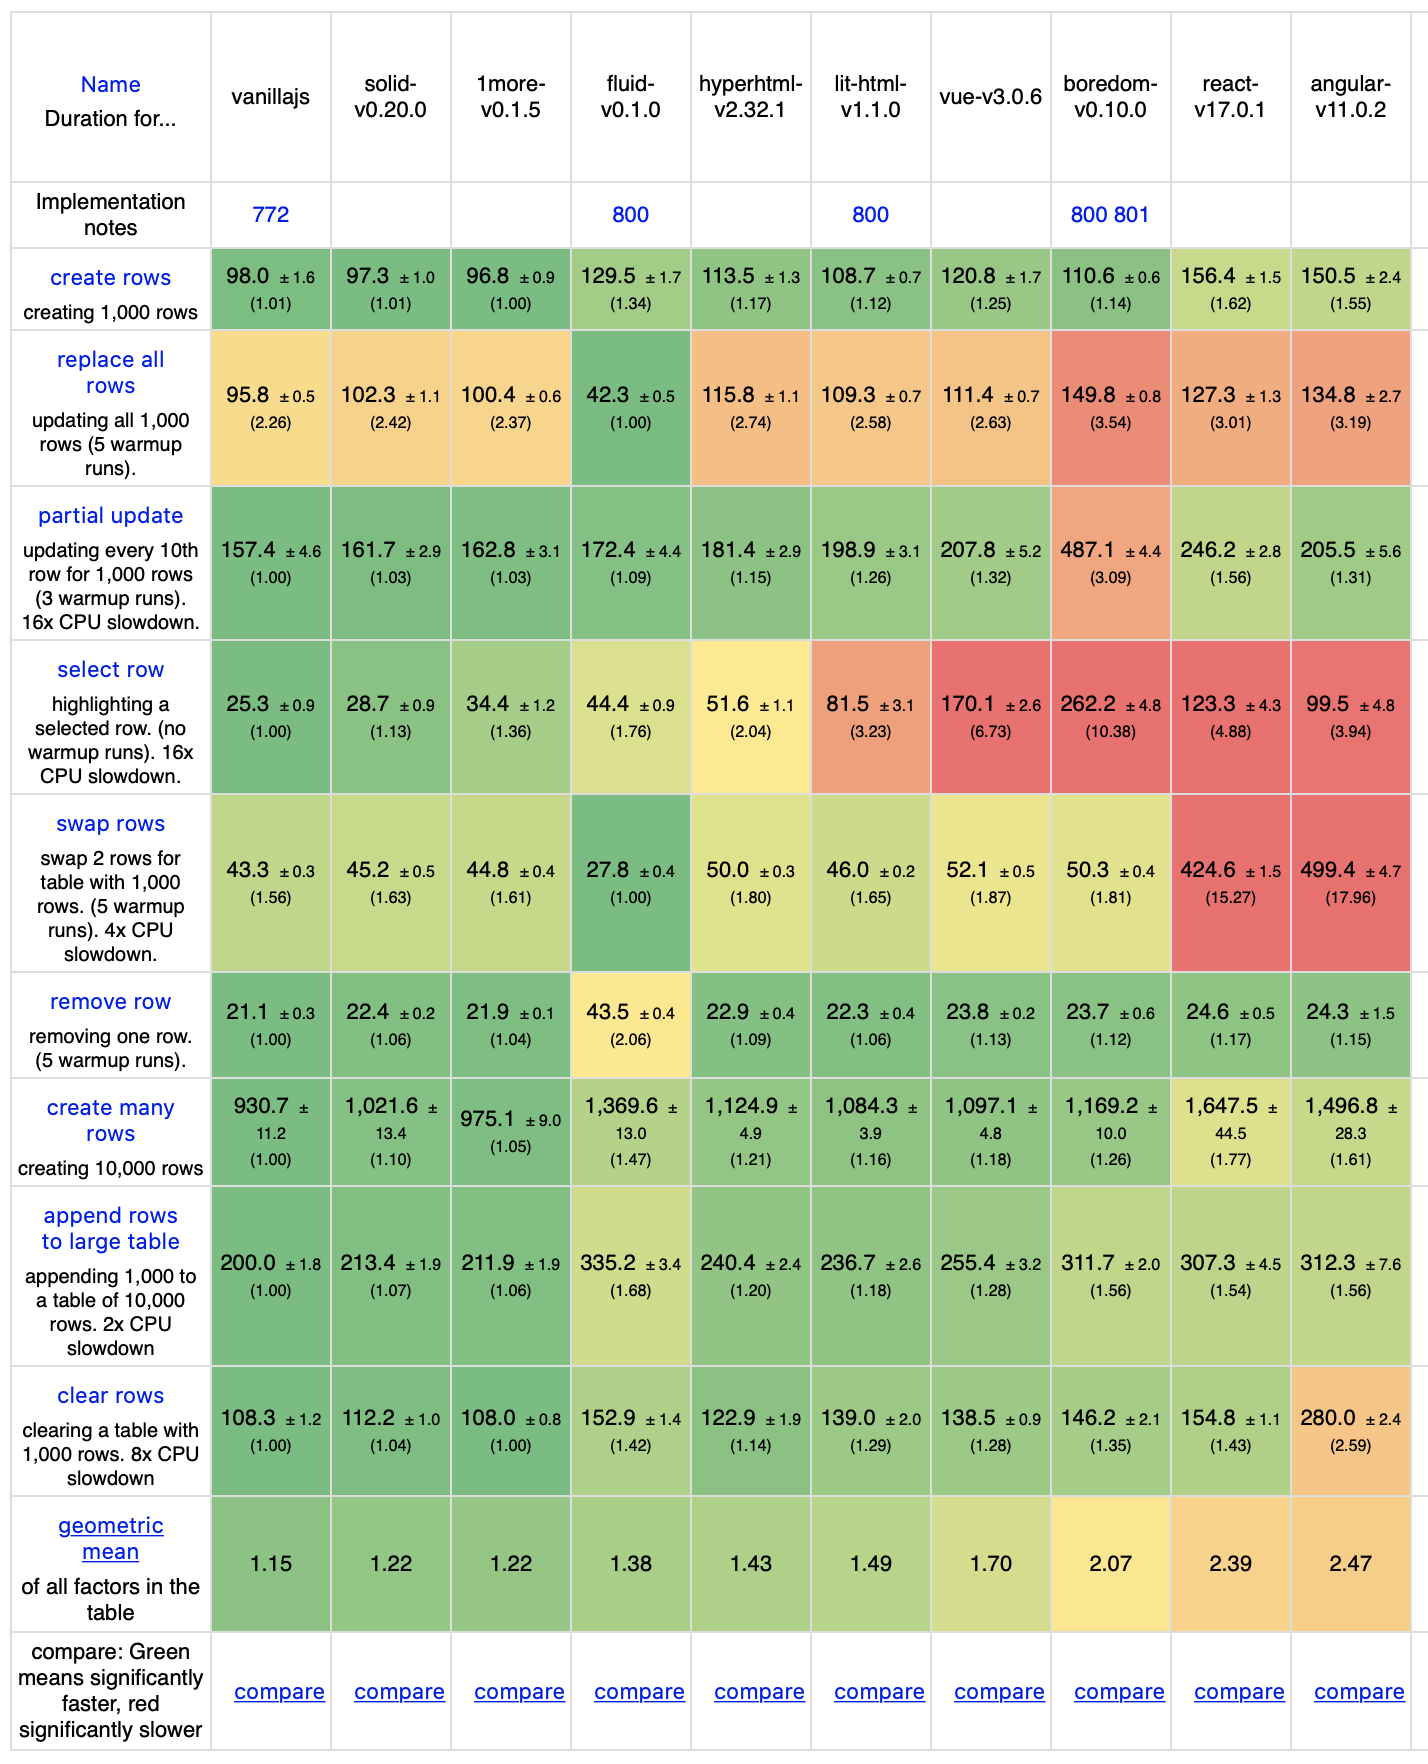 Name
Duration for...
vanillajs
solid-
v0.20.0
1more-
v0.1.5
fluid-
v0.1.0
hyperhtml-
v2.32.1
lit-html-
v1.1.0
vue-v3.0.6
boredom-
v0.10.0
react-
v17.0.1
angular-
v11.0.2
Implementation
notes
772
800
800
800 801
create rows
creating 1,000 rows
98.0 ± 1.6
(1.01)
97.3 ± 1.0
(1.01)
96.8 ± 0.9
(1.00)
129.5 ± 1.7
(1.34)
113.5 ± 1.3
(1.17)
108.7 ± 0.7
(1.12)
120.8 ± 1.7
(1.25)
110.6 ± 0.6
(1.14)
156.4 ± 1.5
(1.62)
150.5 ± 2.4
(1.55)
replace all
rows
updating all 1,000
rows (5 warmup
runs).
95.8 ± 0.5
(2.26)
102.3 ± 1.1
(2.42)
100.4 ± 0.6
(2.37)
42.3 ± 0.5
(1.00)
115.8 ± 1.1
(2.74)
109.3 ± 0.7
(2.58)
111.4 ± 0.7
(2.63)
149.8 ± 0.8
(3.54)
127.3 ± 1.3
(3.01)
134.8 ± 2.7
(3.19)
partial update
updating every 10th
row for 1,000 rows
(3 warmup runs).
16x CPU slowdown.
157.4 ± 4.6
(1.00)
161.7 ± 2.9
(1.03)
162.8 ± 3.1
(1.03)
172.4 ± 4.4
(1.09)
181.4 ± 2.9
(1.15)
198.9 ± 3.1
(1.26)
207.8 ± 5.2
(1.32)
487.1 ± 4.4
(3.09)
246.2 ± 2.8
(1.56)
205.5 ± 5.6
(1.31)
select row
highlighting a
selected row. (no
warmup runs). 16x
CPU slowdown.
25.3 ± 0.9
(1.00)
28.7 ± 0.9
(1.13)
34.4 ± 1.2
(1.36)
44.4 ± 0.9
(1.76)
51.6 ± 1.1
(2.04)
81.5 ± 3.1
(3.23)
170.1 ± 2.6
(6.73)
262.2 ± 4.8
(10.38)
123.3 ± 4.3
(4.88)
99.5 ± 4.8
(3.94)
swap rows
swap 2 rows for
table with 1,000
rows. (5 warmup
runs). 4x CPU
slowdown.
43.3 ± 0.3
(1.56)
45.2 ± 0.5
(1.63)
44.8 ± 0.4
(1.61)
27.8 ± 0.4
(1.00)
50.0 ± 0.3
(1.80)
46.0 ± 0.2
(1.65)
52.1 ± 0.5
(1.87)
50.3 ± 0.4
(1.81)
424.6 ± 1.5
(15.27)
499.4 ± 4.7
(17.96)
remove row
removing one row.
(5 warmup runs).
21.1 ± 0.3
(1.00)
22.4 ± 0.2
(1.06)
21.9 ± 0.1
(1.04)
43.5 ± 0.4
(2.06)
22.9 ± 0.4
(1.09)
22.3 ± 0.4
(1.06)
23.8 ± 0.2
(1.13)
23.7 ± 0.6
(1.12)
24.6 ± 0.5
(1.17)
24.3 ± 1.5
(1.15)
create many
rows
creating 10,000 rows
930.7 ±
11.2
(1.00)
1,021.6 ±
13.4
(1.10)
975.1 ± 9.0
(1.05)
1,369.6 ±
13.0
(1.47)
1,124.9 ±
4.9
(1.21)
1,084.3 ±
3.9
(1.16)
1,097.1 ±
4.8
(1.18)
1,169.2 ±
10.0
(1.26)
1,647.5 ±
44.5
(1.77)
1,496.8 ±
28.3
(1.61)
append rows
to large table
appending 1,000 to
a table of 10,000
rows. 2x CPU
slowdown
200.0 ± 1.8
(1.00)
213.4 ± 1.9
(1.07)
211.9 ± 1.9
(1.06)
335.2 ± 3.4
(1.68)
240.4 ± 2.4
(1.20)
236.7 ± 2.6
(1.18)
255.4 ± 3.2
(1.28)
311.7 ± 2.0
(1.56)
307.3 ± 4.5
(1.54)
312.3 ± 7.6
(1.56)
clear rows
clearing a table with
1,000 rows. 8x CPU
slowdown
108.3 ± 1.2
(1.00)
112.2 ± 1.0
(1.04)
108.0 ± 0.8
(1.00)
152.9 ± 1.4
(1.42)
122.9 ± 1.9
(1.14)
139.0 ± 2.0
(1.29)
138.5 ± 0.9
(1.28)
146.2 ± 2.1
(1.35)
154.8 ± 1.1
(1.43)
280.0 ± 2.4
(2.59)
geometric
mean
of all factors in the
table
1.15
1.22
1.22
1.38
1.43
1.49
1.70
2.07
2.39
2.47
compare: Green
means significantly
faster, red
significantly slower
compare
compare
compare
compare
compare
compare
compare
compare
compare
compare